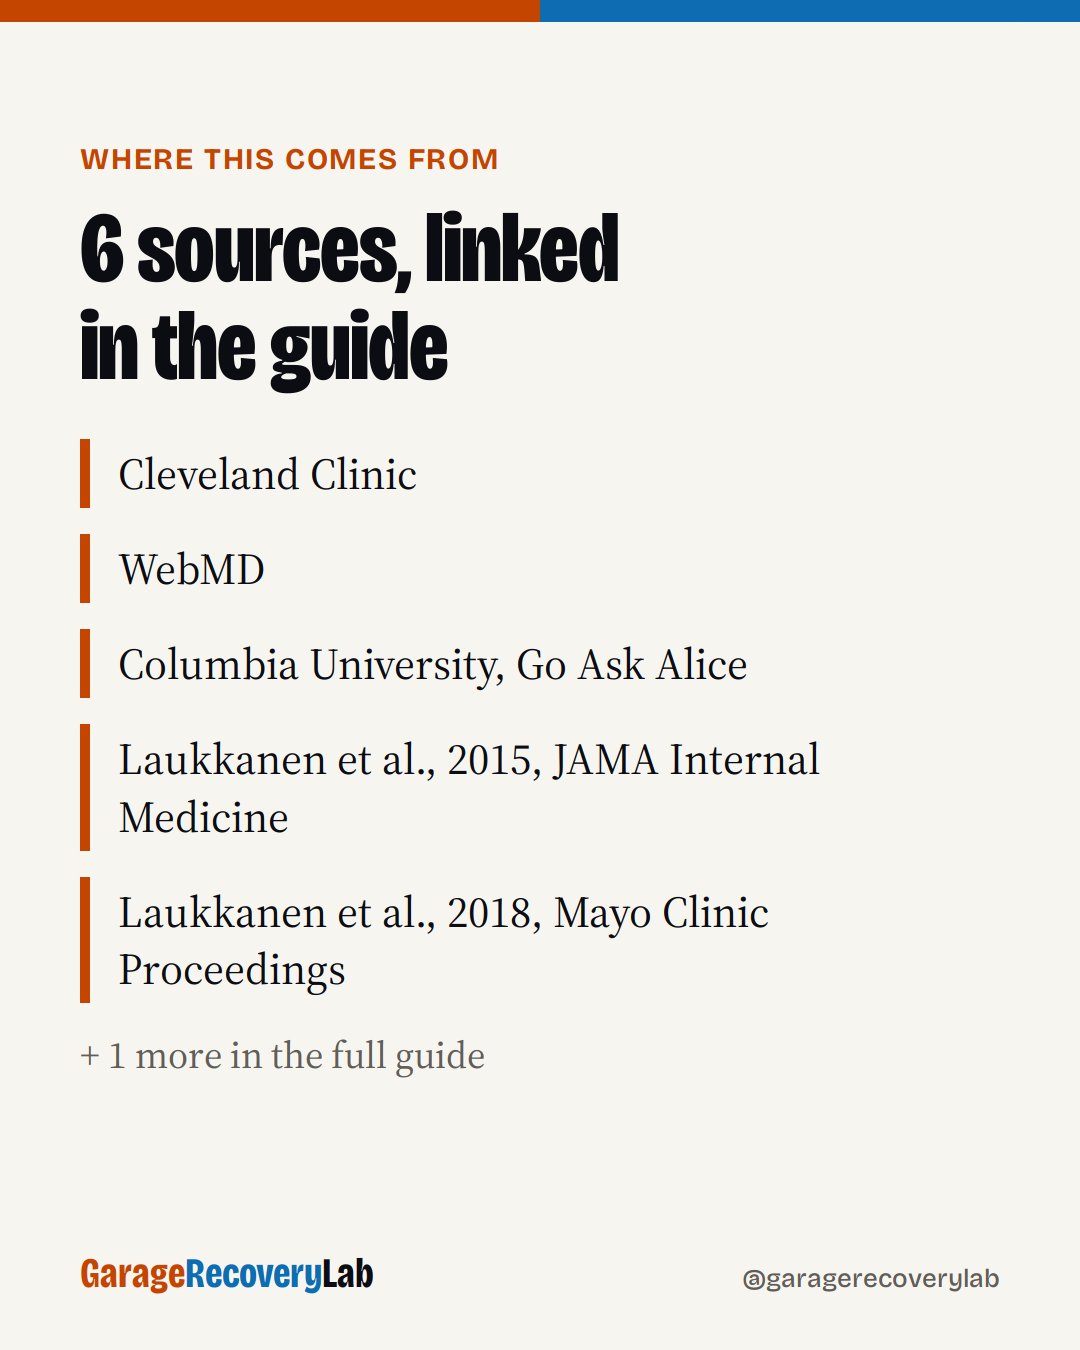 WHERE THIS COMES FROM
6 sources, linked
in the guide
Cleveland Clinic
WebMD
Columbia University, Go Ask Alice
Laukkanen et al., 2015, JAMA Internal
Medicine
Laukkanen et al., 2018, Mayo Clinic
Proceedings
+ 1 more in the full guide
GarageRecoveryLab
@garagerecoverylab